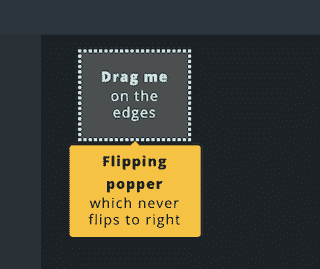 Drag me
on the
edges
Flipping
popper
which never
flips to right